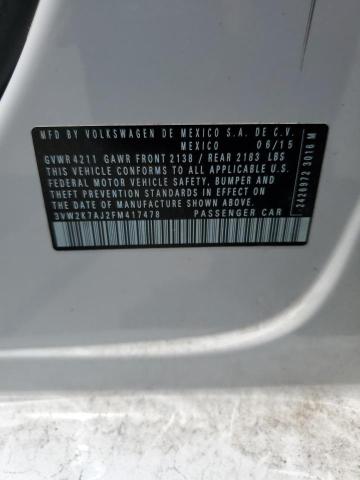 MFD BY VOLKSWAGEN DE MEXICO S.A. DE C.V.
MEXICO 06/15
GVWR 4211 GAWR FRONT 2138 / REAR 2183 LBS
THIS VEHICLE CONFORMS TO ALL APPLICABLE U.S.
FEDERAL MOTOR VEHICLE SAFETY, BUMPER AND
THEFT PREVENTION STANDARDS IN EFFECT ON THE
DATE OF MANUFACTURE SHOWN ABOVE.
3VW2K7AJ2FM417478 PASSENGER CAR
2426972 3016 M